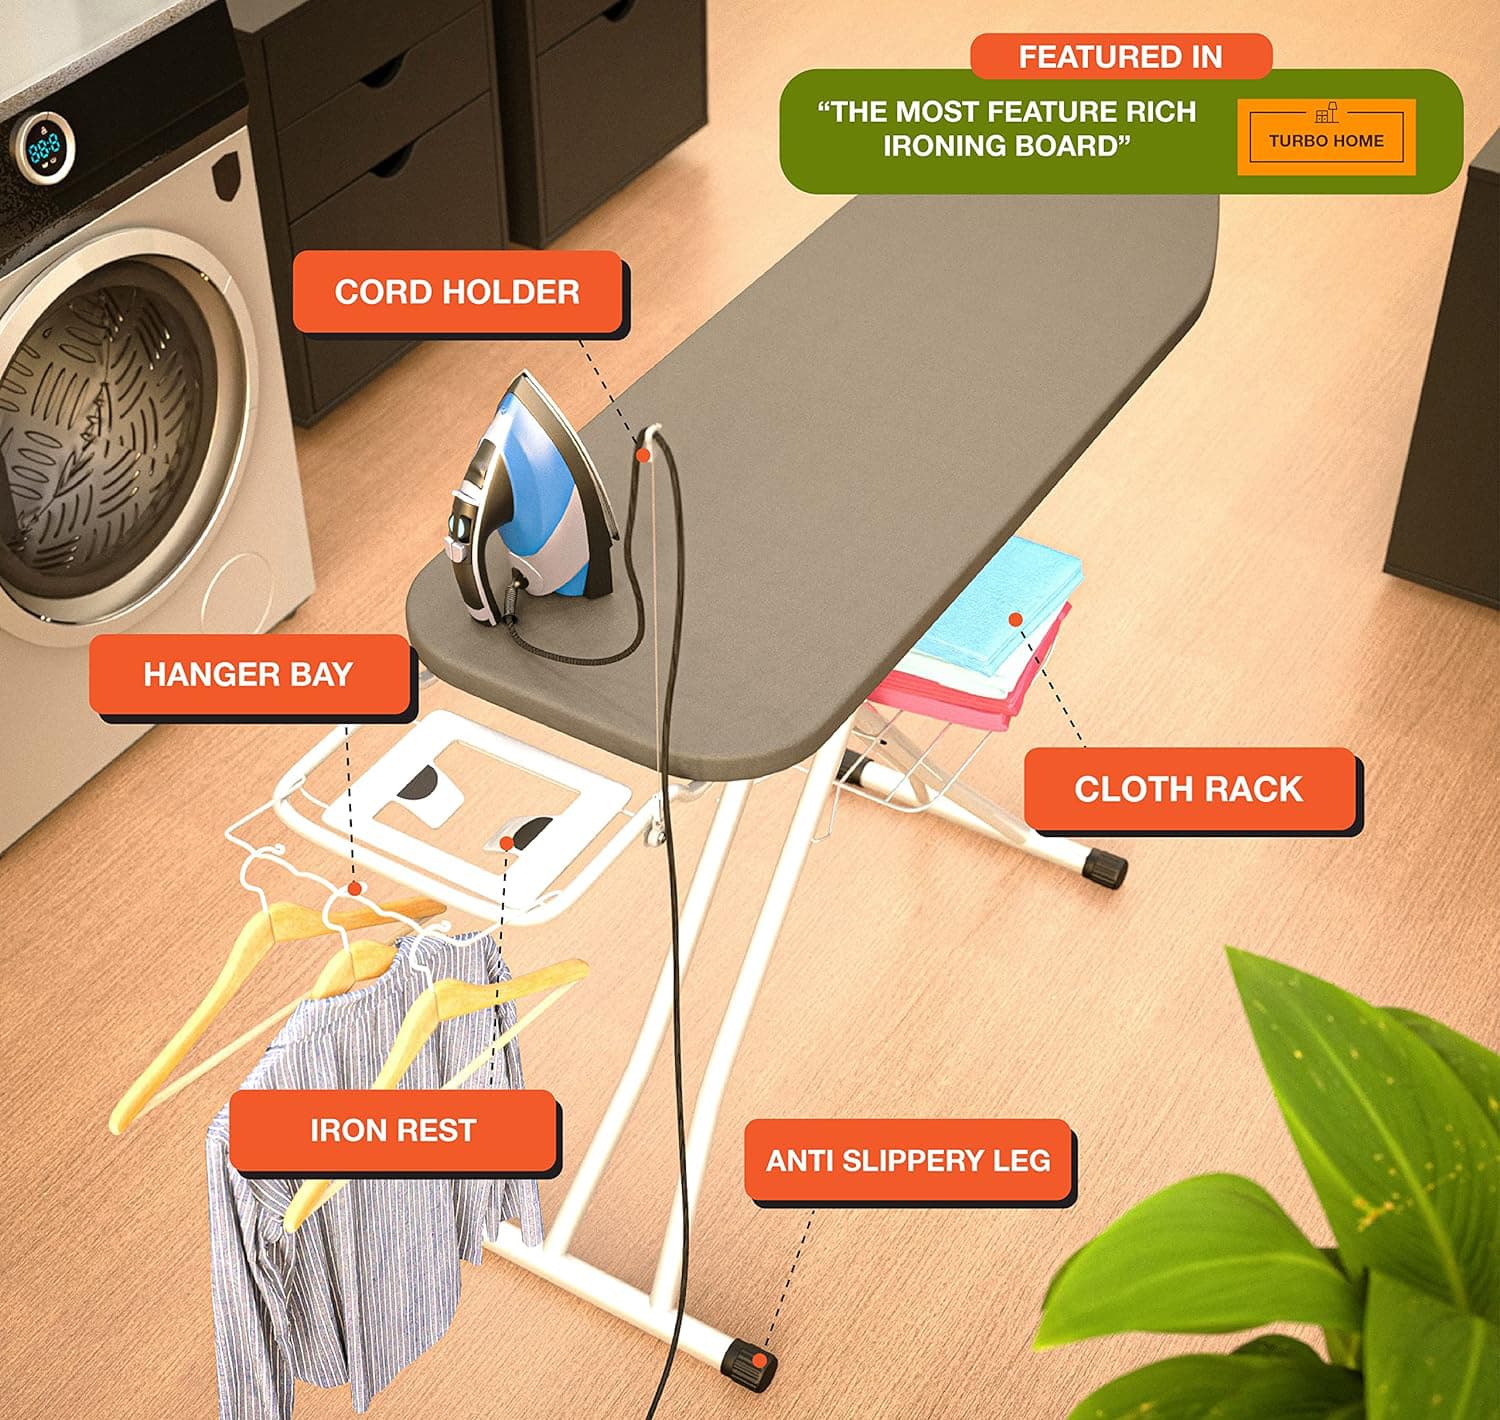 FEATURED IN
“THE MOST FEATURE RICH
IRONING BOARD”
TURBO HOME
CORD HOLDER
HANGER BAY
CLOTH RACK
IRON REST
ANTI SLIPPERY LEG